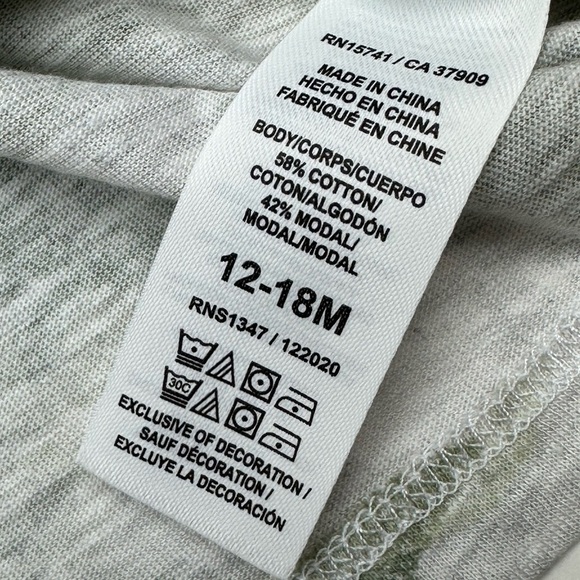 RN15741 / CA 37909
MADE IN CHINA
HECHO EN CHINA
FABRIQUÉ EN CHINE
BODY/CORPS/CUERPO
58% COTTON/
COTON/ALGODÓN
42% MODAL/
MODAL/MODAL
12-18M
RNS1347 / 122020
30C
EXCLUSIVE OF DECORATION /
SAUF DÉCORATION /
EXCLUYE LA DECORACIÓN